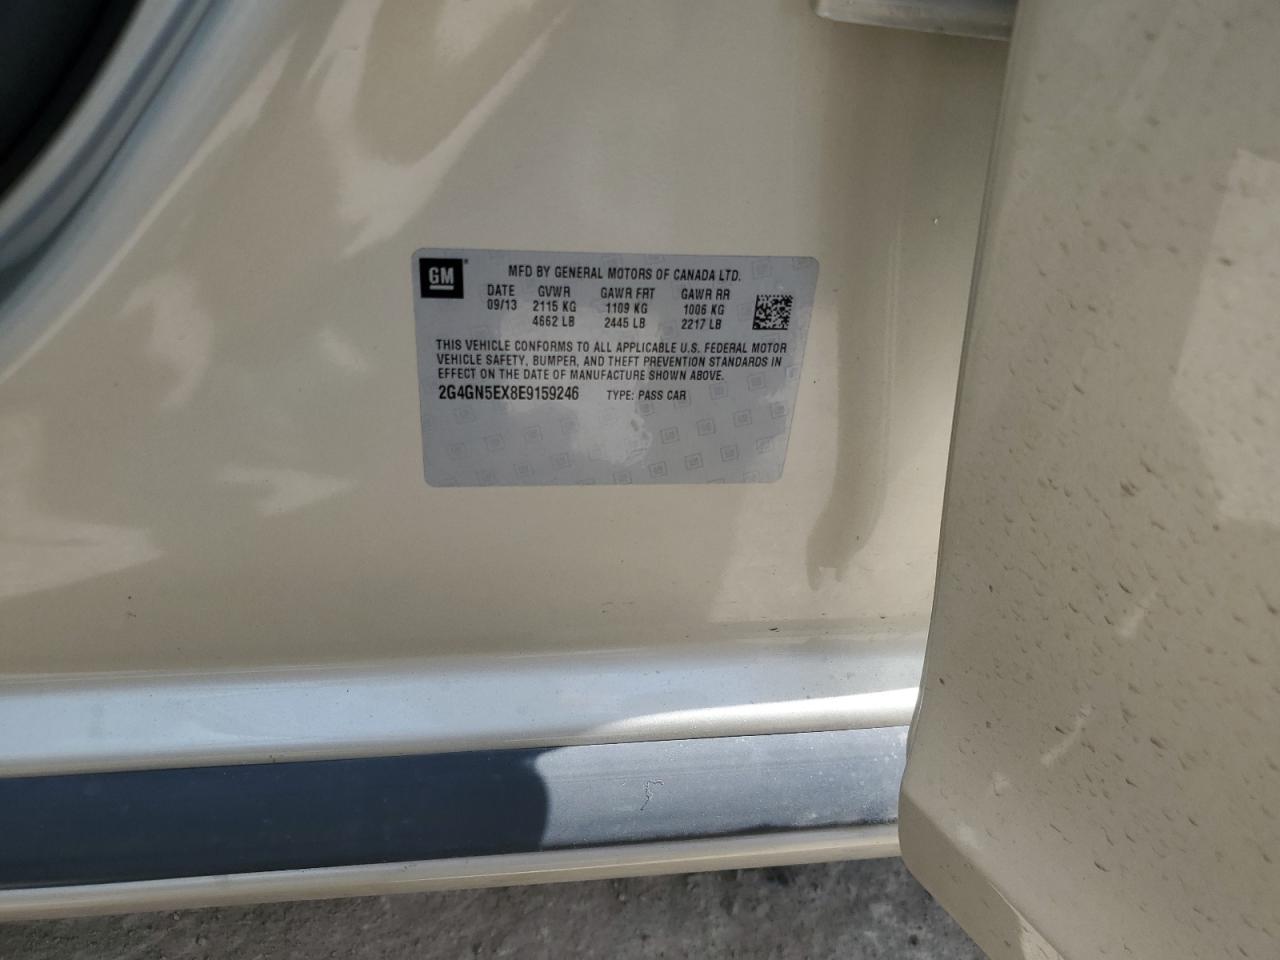 GM
MFD BY GENERAL MOTORS OF CANADA LTD.
DATE GVWR GAWR FRT GAWR RR
09/13 2115 KG 1109 KG 1006 KG
4662 LB 2445 LB 2217 LB
THIS VEHICLE CONFORMS TO ALL APPLICABLE U.S. FEDERAL MOTOR
VEHICLE SAFETY, BUMPER, AND THEFT PREVENTION STANDARDS IN
EFFECT ON THE DATE OF MANUFACTURE SHOWN ABOVE.
2G4GN5EX8E9159246 TYPE: PASS CAR